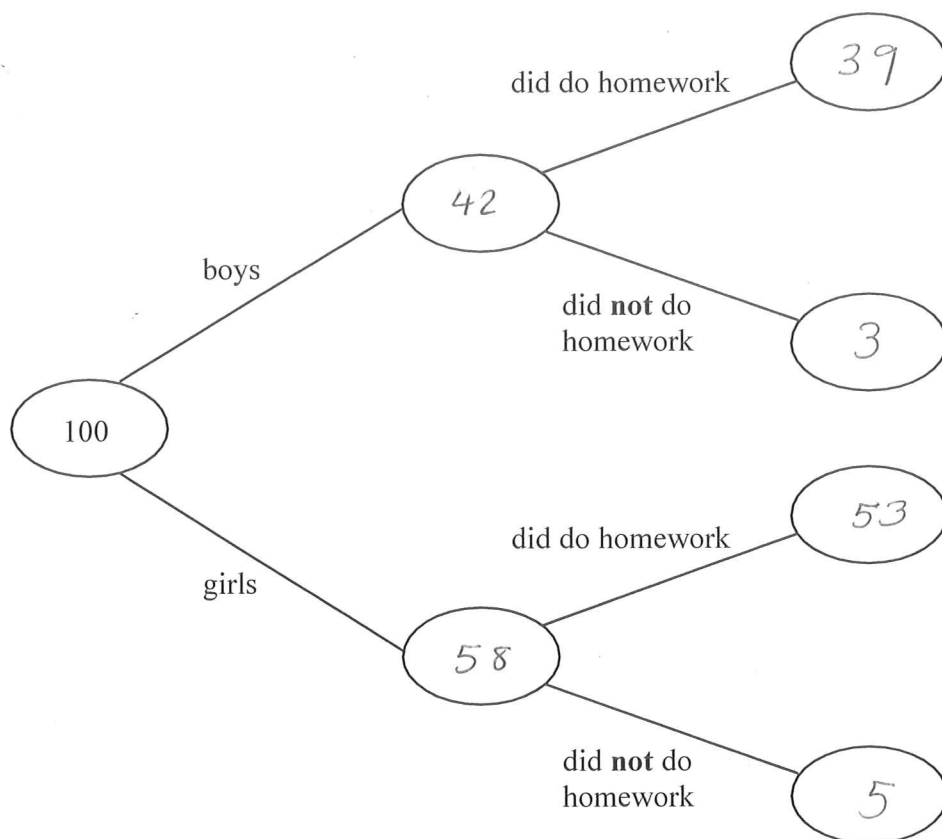 39
did do homework
42
boys
did not do
homework
3
100
53
did do homework
girls
58
did not do
homework
5